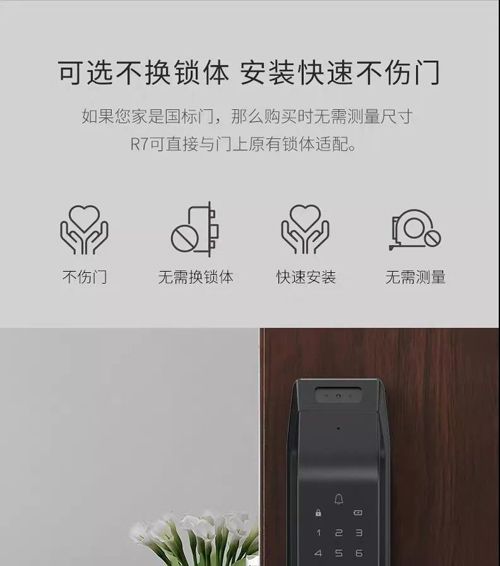 可选不换锁体 安装快速不伤门
如果您家是国标门，那么购买时无需测量尺寸
R7可直接与门上原有锁体适配。
不伤门 无需换锁体 快速安装 无需测量
1 2 3
4 5 6